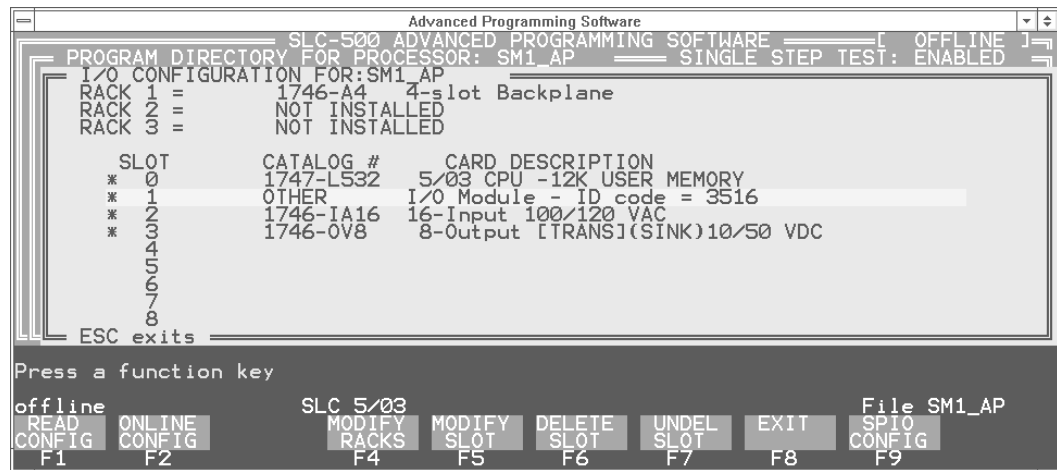 Advanced Programming Software
SLC-500 ADVANCED PROGRAMMING SOFTWARE [ OFFLINE ]
PROGRAM DIRECTORY FOR PROCESSOR: SM1_AP SINGLE STEP TEST: ENABLED
I/O CONFIGURATION FOR:SM1_AP
RACK 1 = 1746-A4 4-slot Backplane
RACK 2 = NOT INSTALLED
RACK 3 = NOT INSTALLED
SLOT CATALOG # CARD DESCRIPTION
* 0 1747-L532 5/03 CPU -12K USER MEMORY
* 1 OTHER I/O Module - ID code = 3516
* 2 1746-IA16 16-Input 100/120 VAC
* 3 1746-OV8 8-Output [TRANS](SINK)10/50 VDC
4
5
6
7
8
ESC exits
Press a function key
offline SLC 5/03 File SM1_AP
READ ONLINE MODIFY MODIFY DELETE UNDEL EXIT SPIO
CONFIG CONFIG RACKS SLOT SLOT SLOT CONFIG
F1 F2 F4 F5 F6 F7 F8 F9